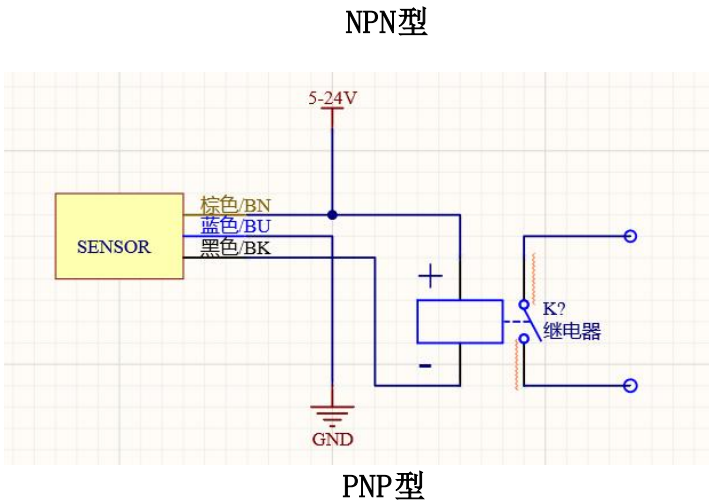 NPN型
5-24V
棕色/BN
蓝色/BU
黑色/BK
SENSOR
+
K?
继电器
-
GND
PNP型